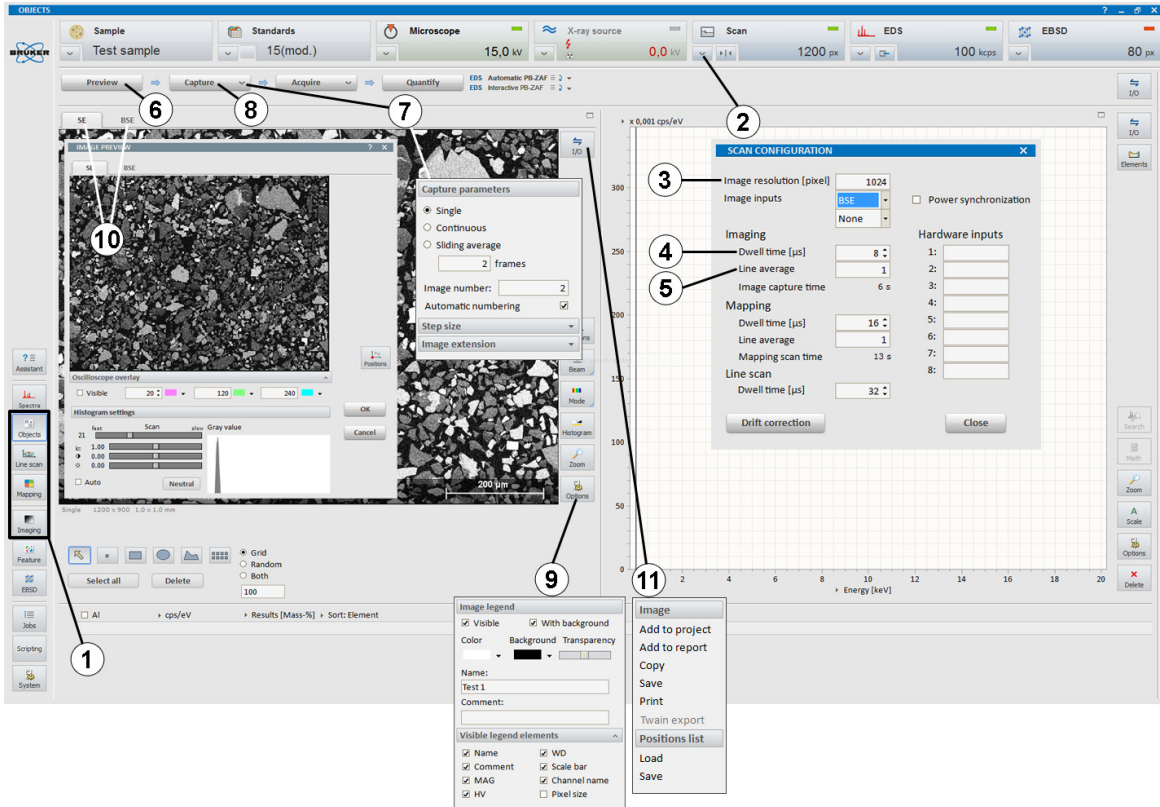 OBJECTS
BRUKER
Sample
Test sample
Standards
15(mod.)
Microscope
15,0 kV
X-ray source
0,0 kV
Scan
1200 px
EDS
100 kcps
EBSD
80 px
Preview
Capture
Acquire
Quantify
EDS Automatic PB-ZAF
EDS Interactive PB-ZAF
I/O
6
8
7
2
SE BSE
I/O
IMAGE PREVIEW
SE BSE
10
Positions
Oscilloscope overlay
Visible 20 120 240
Histogram settings
fast Scan slow Gray value
21
1.00
0.00
0.00
Auto
Neutral
OK
Cancel
Capture parameters
Single
Continuous
Sliding average
2 frames
Image number: 2
Automatic numbering
Step size
Image extension
Beam
Mode
Histogram
Zoom
Options
200 µm
Single 1200 x 900 1.0 x 1.0 mm
Select all
Delete
Grid
Random
Both
100
9
11
Al
cps/eV
Results [Mass-%]
Sort: Element
? Assistant
Spectra
Objects
Line scan
Mapping
Imaging
Feature
EBSD
Jobs
Scripting
System
1
x 0,001 cps/eV
300
250
200
150
100
50
0
2 4 6 8 10 12 14 16 18 20
Energy [keV]
SCAN CONFIGURATION
3
Image resolution [pixel] 1024
Image inputs BSE
None
Power synchronization
Imaging
4
Dwell time [µs] 8
5
Line average 1
Image capture time 6 s
Mapping
Dwell time [µs] 16
Line average 1
Mapping scan time 13 s
Line scan
Dwell time [µs] 32
Hardware inputs
1:
2:
3:
4:
5:
6:
7:
8:
Drift correction
Close
I/O
Elements
Search
Math
Zoom
Scale
Options
Delete
Image legend
Visible
With background
Color Background Transparency
Name:
Test 1
Comment:
Visible legend elements
Name WD
Comment Scale bar
MAG Channel name
HV Pixel size
Image
Add to project
Add to report
Copy
Save
Print
Twain export
Positions list
Load
Save